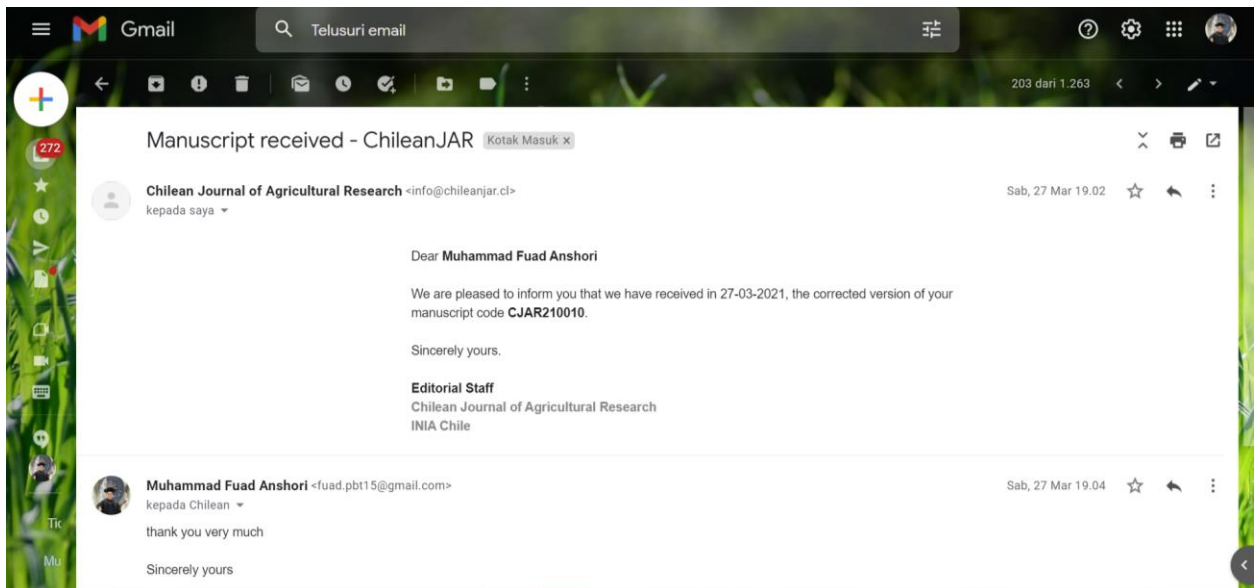 Gmail
Telusuri email
203 dari 1.263
272
Manuscript received - ChileanJAR Kotak Masuk x
Chilean Journal of Agricultural Research <info@chileanjar.cl>
Sab, 27 Mar 19.02
kepada saya
Dear Muhammad Fuad Anshori
We are pleased to inform you that we have received in 27-03-2021, the corrected version of your
manuscript code CJAR210010.
Sincerely yours.
Editorial Staff
Chilean Journal of Agricultural Research
INIA Chile
Muhammad Fuad Anshori <fuad.pbt15@gmail.com>
Sab, 27 Mar 19.04
kepada Chilean
thank you very much
Tic
Sincerely yours
Mu